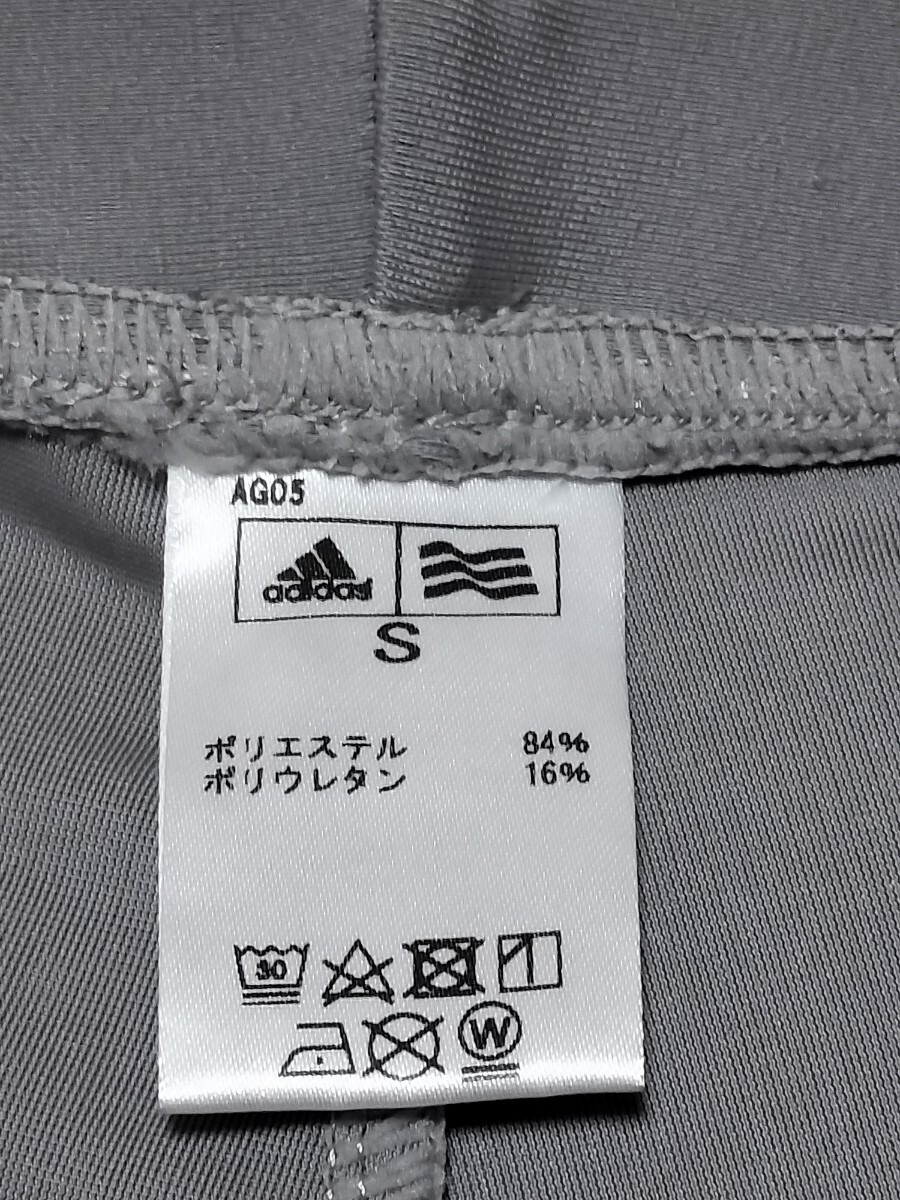 AG05
adidas
S
ポリエステル 84%
ポリウレタン 16%
30
W